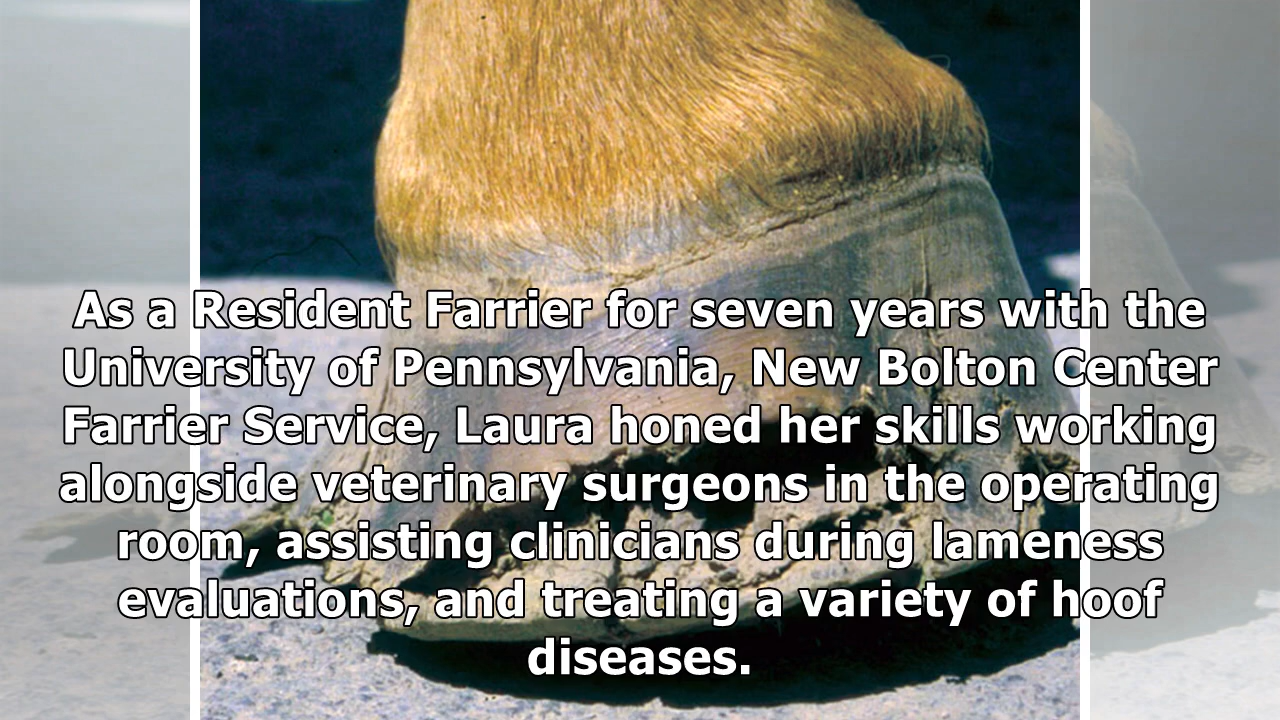 As a Resident Farrier for seven years with the
University of Pennsylvania, New Bolton Center
Farrier Service, Laura honed her skills working
alongside veterinary surgeons in the operating
room, assisting clinicians during lameness
evaluations, and treating a variety of hoof
diseases.